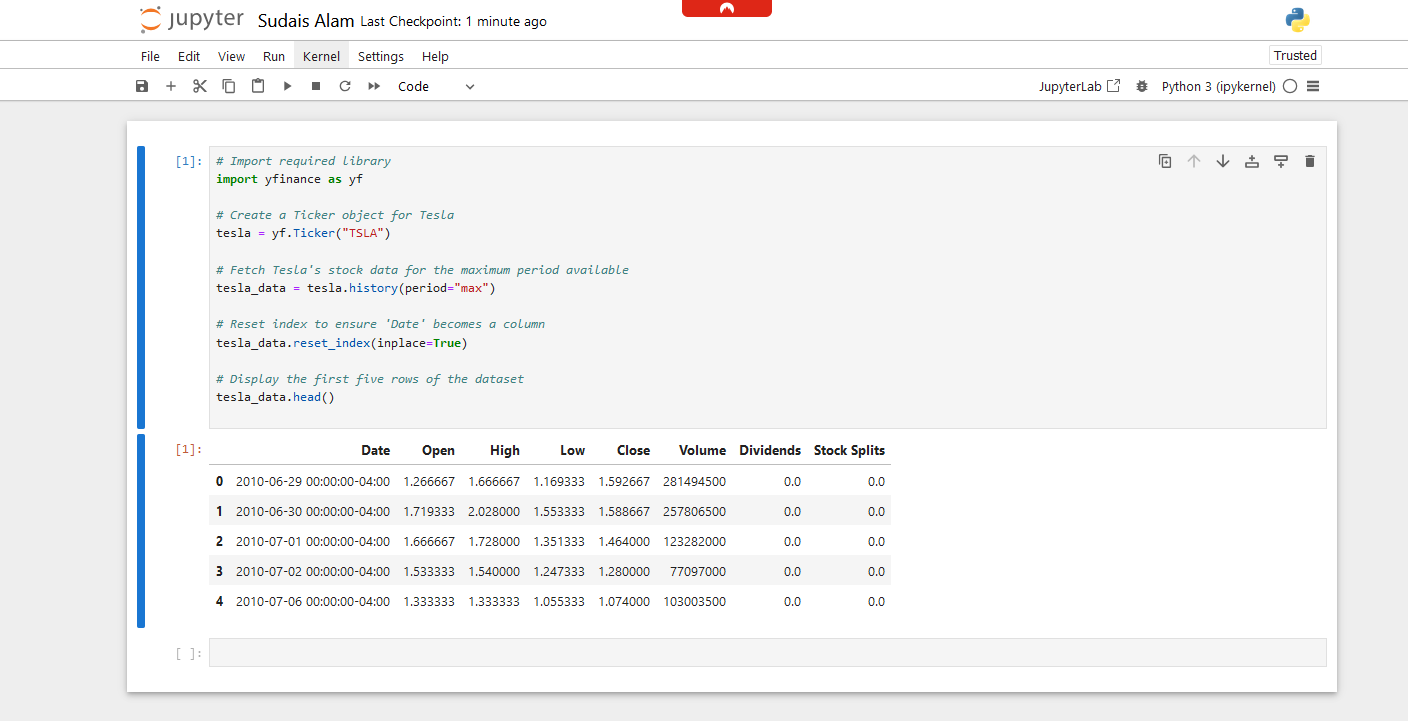 jupyter Sudais Alam Last Checkpoint: 1 minute ago
File Edit View Run Kernel Settings Help Trusted
Code JupyterLab Python 3 (ipykernel)
[1]: # Import required library
import yfinance as yf
# Create a Ticker object for Tesla
tesla = yf.Ticker("TSLA")
# Fetch Tesla's stock data for the maximum period available
tesla_data = tesla.history(period="max")
# Reset index to ensure 'Date' becomes a column
tesla_data.reset_index(inplace=True)
# Display the first five rows of the dataset
tesla_data.head()
[1]: Date Open High Low Close Volume Dividends Stock Splits
0 2010-06-29 00:00:00-04:00 1.266667 1.666667 1.169333 1.592667 281494500 0.0 0.0
1 2010-06-30 00:00:00-04:00 1.719333 2.028000 1.553333 1.588667 257806500 0.0 0.0
2 2010-07-01 00:00:00-04:00 1.666667 1.728000 1.351333 1.464000 123282000 0.0 0.0
3 2010-07-02 00:00:00-04:00 1.533333 1.540000 1.247333 1.280000 77097000 0.0 0.0
4 2010-07-06 00:00:00-04:00 1.333333 1.333333 1.055333 1.074000 103003500 0.0 0.0
[ ]: